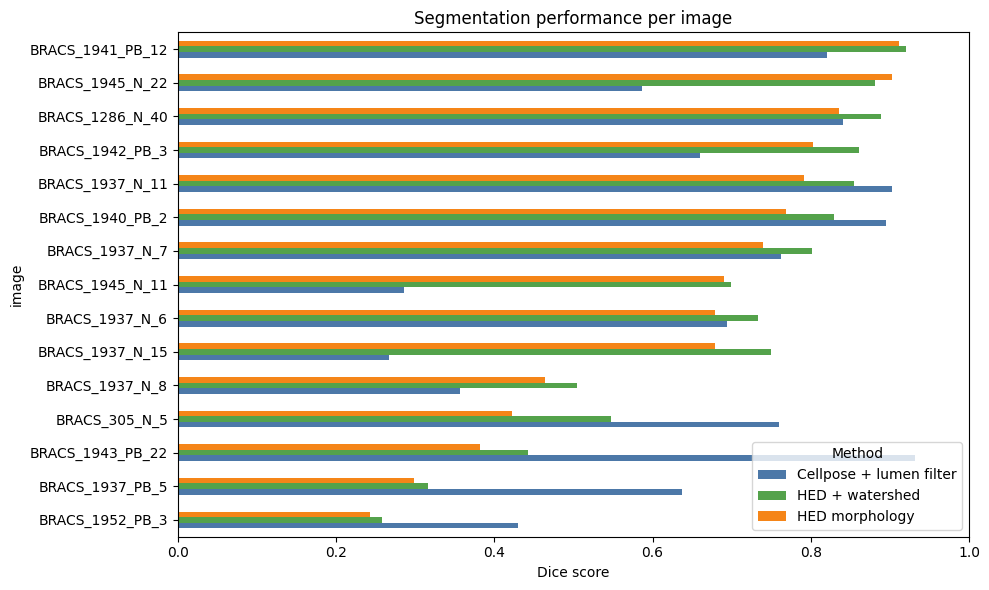 Segmentation performance per image
BRACS_1941_PB_12
BRACS_1945_N_22
BRACS_1286_N_40
BRACS_1942_PB_3
BRACS_1937_N_11
BRACS_1940_PB_2
BRACS_1937_N_7
BRACS_1945_N_11
BRACS_1937_N_6
BRACS_1937_N_15
BRACS_1937_N_8
BRACS_305_N_5
BRACS_1943_PB_22
BRACS_1937_PB_5
BRACS_1952_PB_3
image
Method
Cellpose + lumen filter
HED + watershed
HED morphology
0.0 0.2 0.4 0.6 0.8 1.0
Dice score